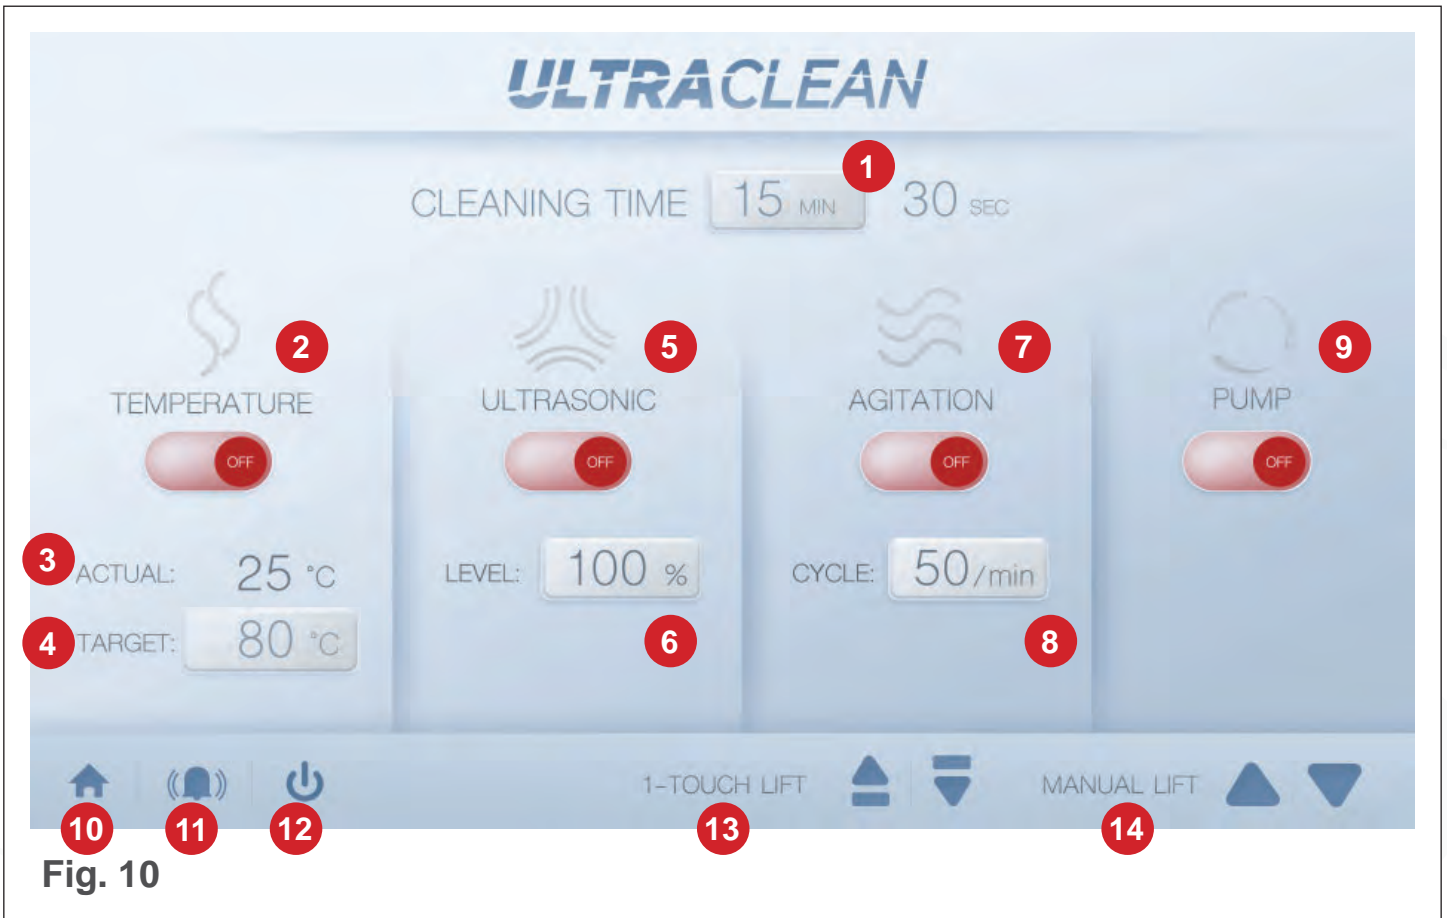 ULTRACLEAN
1
CLEANING TIME 15 MIN 30 SEC
2 5 7 9
TEMPERATURE ULTRASONIC AGITATION PUMP
OFF OFF OFF OFF
3 ACTUAL: 25 °C LEVEL: 100 % CYCLE: 50/min
4 TARGET: 80 °C 6 8
1-TOUCH LIFT MANUAL LIFT
10 11 12 13 14
Fig. 10